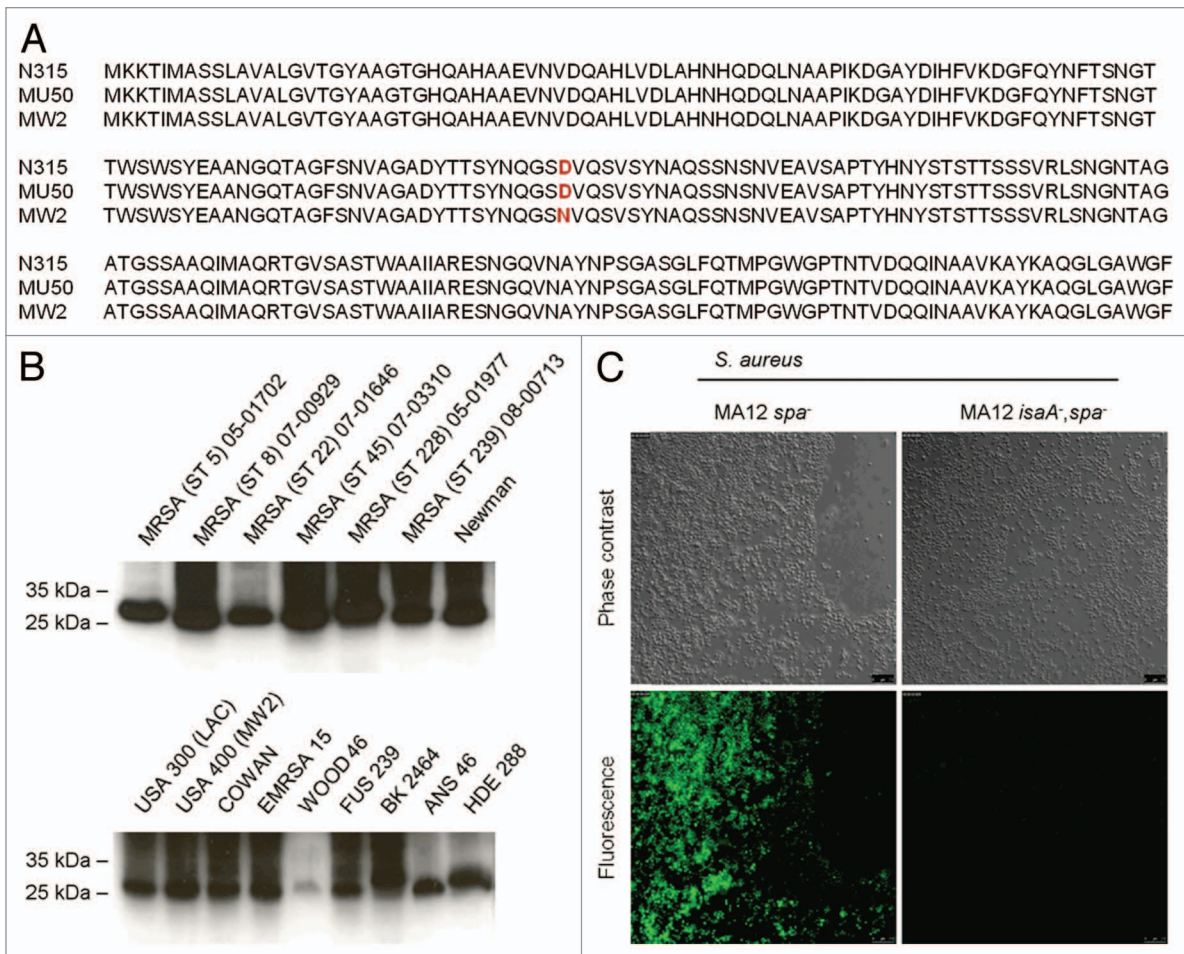 A
N315 MKKTIMASSLAVALGVTGYAAGTGHQAHAAEVNVDQAHLVDLAHNHQDQLNAAPIKDGAYDIHFVKDGFQYNFTSNGT
MU50 MKKTIMASSLAVALGVTGYAAGTGHQAHAAEVNVDQAHLVDLAHNHQDQLNAAPIKDGAYDIHFVKDGFQYNFTSNGT
MW2 MKKTIMASSLAVALGVTGYAAGTGHQAHAAEVNVDQAHLVDLAHNHQDQLNAAPIKDGAYDIHFVKDGFQYNFTSNGT
N315 TWSWSYEAANGQTAGFSNVAGADYTTSYNQGSDVQSVSYNAQSSNSNVEAVSAPTYHNYSTSTTSSSVRLSNGNTAG
MU50 TWSWSYEAANGQTAGFSNVAGADYTTSYNQGSDVQSVSYNAQSSNSNVEAVSAPTYHNYSTSTTSSSVRLSNGNTAG
MW2 TWSWSYEAANGQTAGFSNVAGADYTTSYNQGSNVQSVSYNAQSSNSNVEAVSAPTYHNYSTSTTSSSVRLSNGNTAG
N315 ATGSSAAQIMAQRTGVSASTWAAIIARESNGQVNAYNPSGASGLFQTMPGWGPTNTVDQQINAAVKAYKAQGLGAWGF
MU50 ATGSSAAQIMAQRTGVSASTWAAIIARESNGQVNAYNPSGASGLFQTMPGWGPTNTVDQQINAAVKAYKAQGLGAWGF
MW2 ATGSSAAQIMAQRTGVSASTWAAIIARESNGQVNAYNPSGASGLFQTMPGWGPTNTVDQQINAAVKAYKAQGLGAWGF
B
MRSA (ST 5) 05-01702
MRSA (ST 8) 07-00929
MRSA (ST 22) 07-01646
MRSA (ST 45) 07-03310
MRSA (ST 228) 05-01977
MRSA (ST 239) 08-00713
Newman
35 kDa –
25 kDa –
USA 300 (LAC)
USA 400 (MW2)
COWAN
EMRSA 15
WOOD46
FUS 239
BK 2464
ANS 46
HDE 288
35 kDa –
25 kDa –
C
S. aureus
MA12 spa⁻
MA12 isaA⁻,spa⁻
Phase contrast
Fluorescence